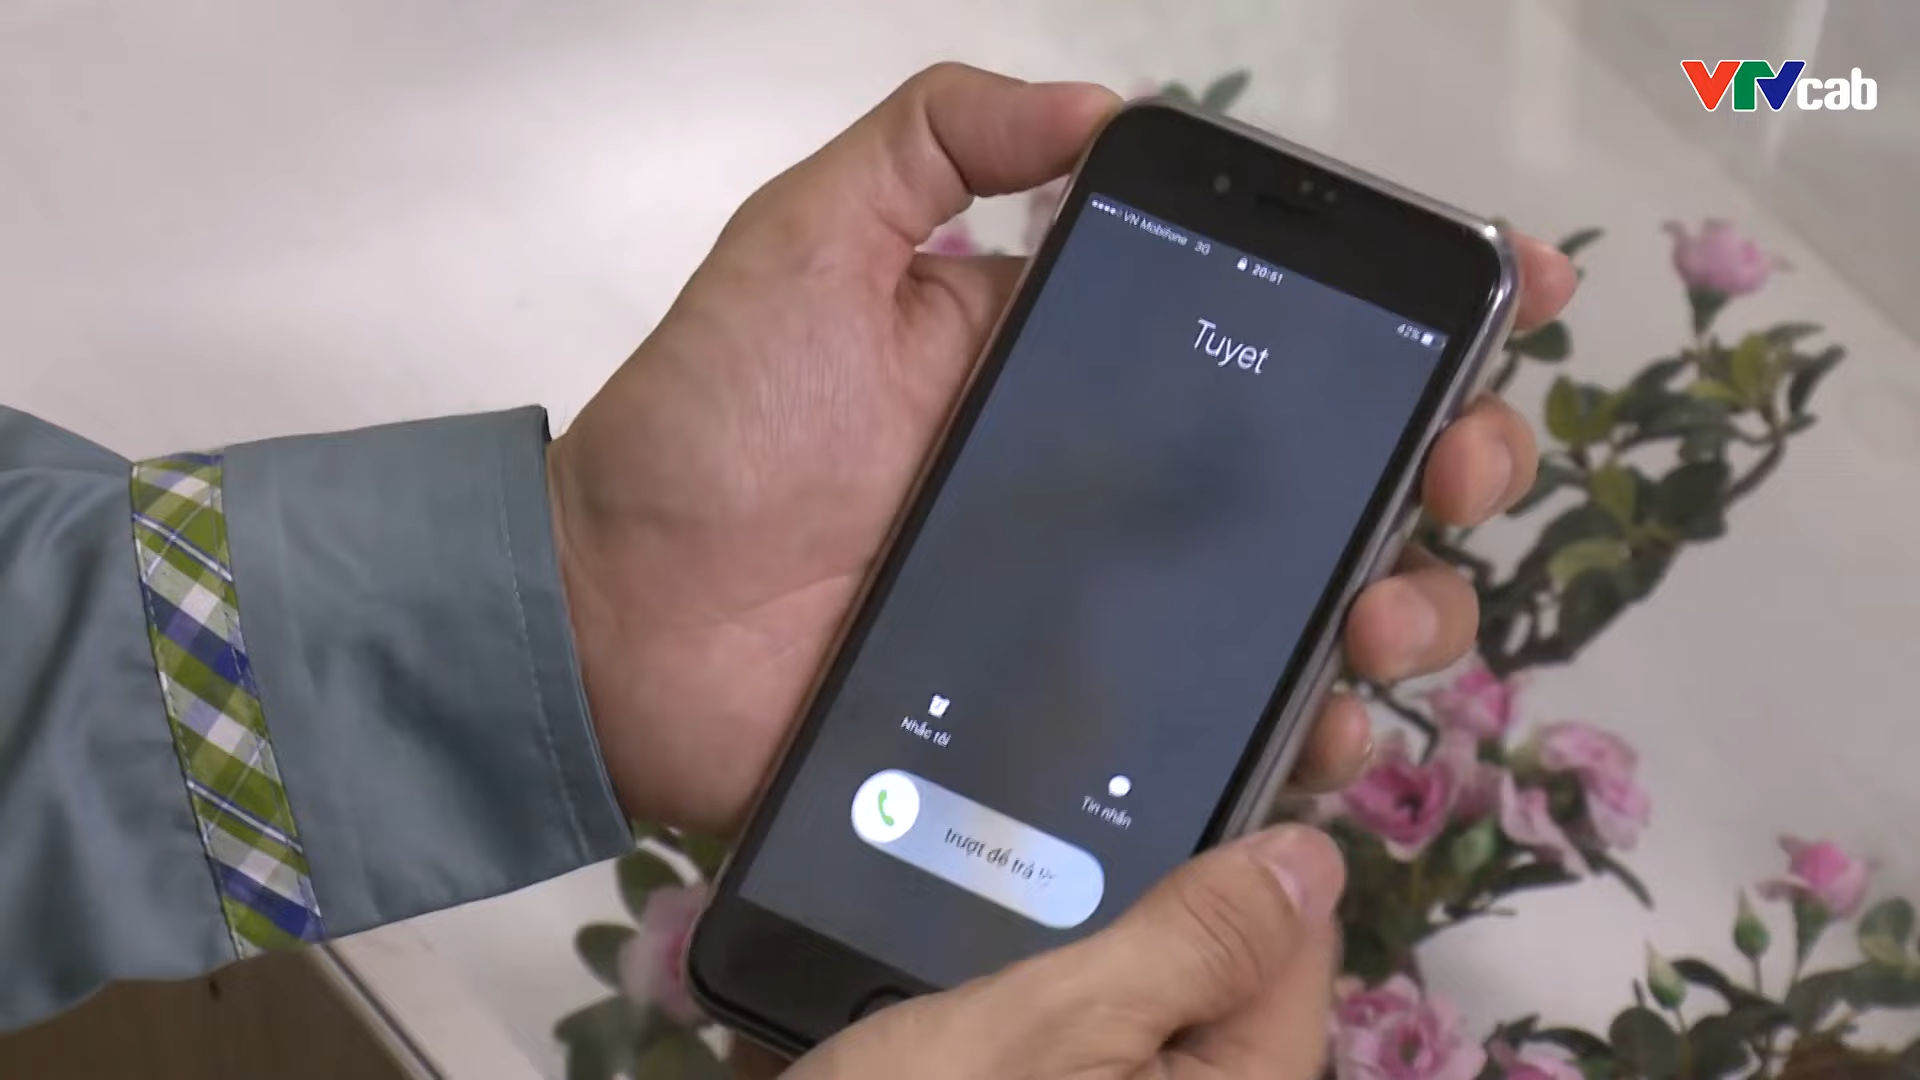 VTVcab
VN Mobifone 3G
20:51
42%
Tuyet
Nhắc tôi
Tin nhắn
trượt để trả